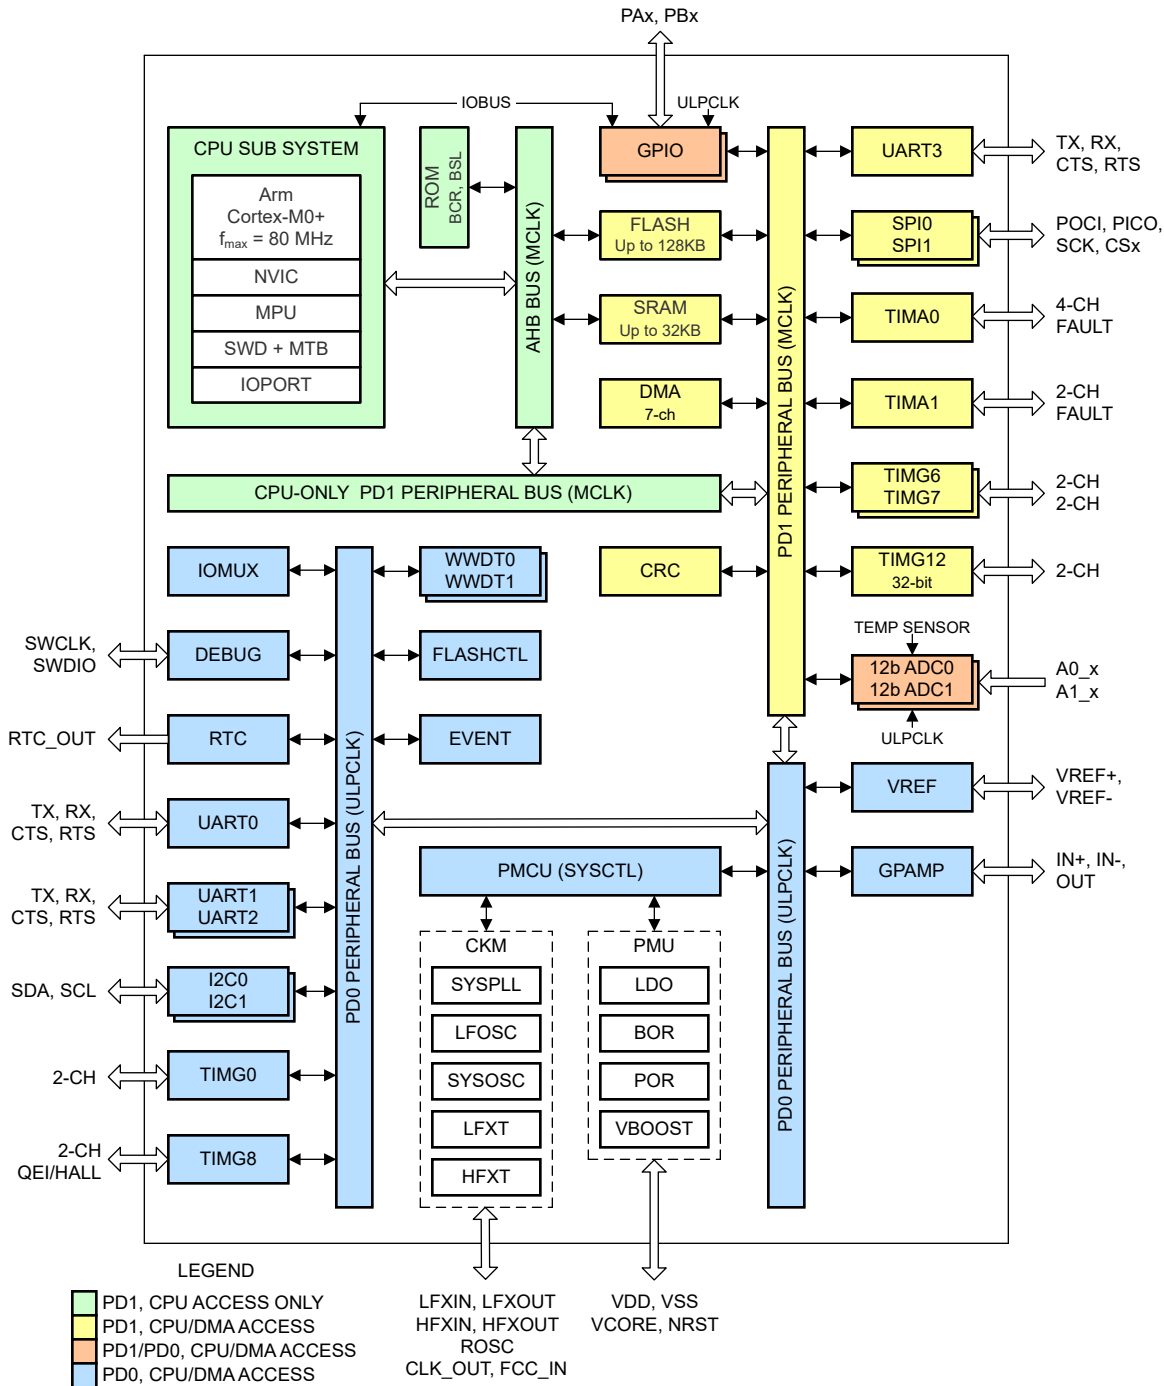 PAx, PBx
IOBUS
ULPCLK
CPU SUB SYSTEM
Arm
Cortex-M0+
fmax = 80 MHz
NVIC
MPU
SWD + MTB
IOPORT
ROM
BCR, BSL
AHB BUS (MCLK)
GPIO
FLASH
Up to 128KB
SRAM
Up to 32KB
DMA
7-ch
PD1 PERIPHERAL BUS (MCLK)
UART3
TX, RX,
CTS, RTS
SPI0
SPI1
POCI, PICO,
SCK, CSx
TIMA0
4-CH
FAULT
TIMA1
2-CH
FAULT
CPU-ONLY PD1 PERIPHERAL BUS (MCLK)
TIMG6
TIMG7
2-CH
2-CH
CRC
TIMG12
32-bit
2-CH
TEMP SENSOR
12b ADC0
12b ADC1
A0_x
A1_x
ULPCLK
IOMUX
WWDT0
WWDT1
SWCLK,
SWDIO
DEBUG
FLASHCTL
RTC_OUT
RTC
EVENT
PD0 PERIPHERAL BUS (ULPCLK)
TX, RX,
CTS, RTS
UART0
TX, RX,
CTS, RTS
UART1
UART2
SDA, SCL
I2C0
I2C1
2-CH
TIMG0
2-CH
QEI/HALL
TIMG8
PMCU (SYSCTL)
CKM
SYSPLL
LFOSC
SYSOSC
LFXT
HFXT
PMU
LDO
BOR
POR
VBOOST
PD0 PERIPHERAL BUS (ULPCLK)
VREF
VREF+,
VREF-
GPAMP
IN+, IN-,
OUT
LEGEND
PD1, CPU ACCESS ONLY
PD1, CPU/DMA ACCESS
PD1/PD0, CPU/DMA ACCESS
PD0, CPU/DMA ACCESS
LFXIN, LFXOUT
HFXIN, HFXOUT
ROSC
CLK_OUT, FCC_IN
VDD, VSS
VCORE, NRST